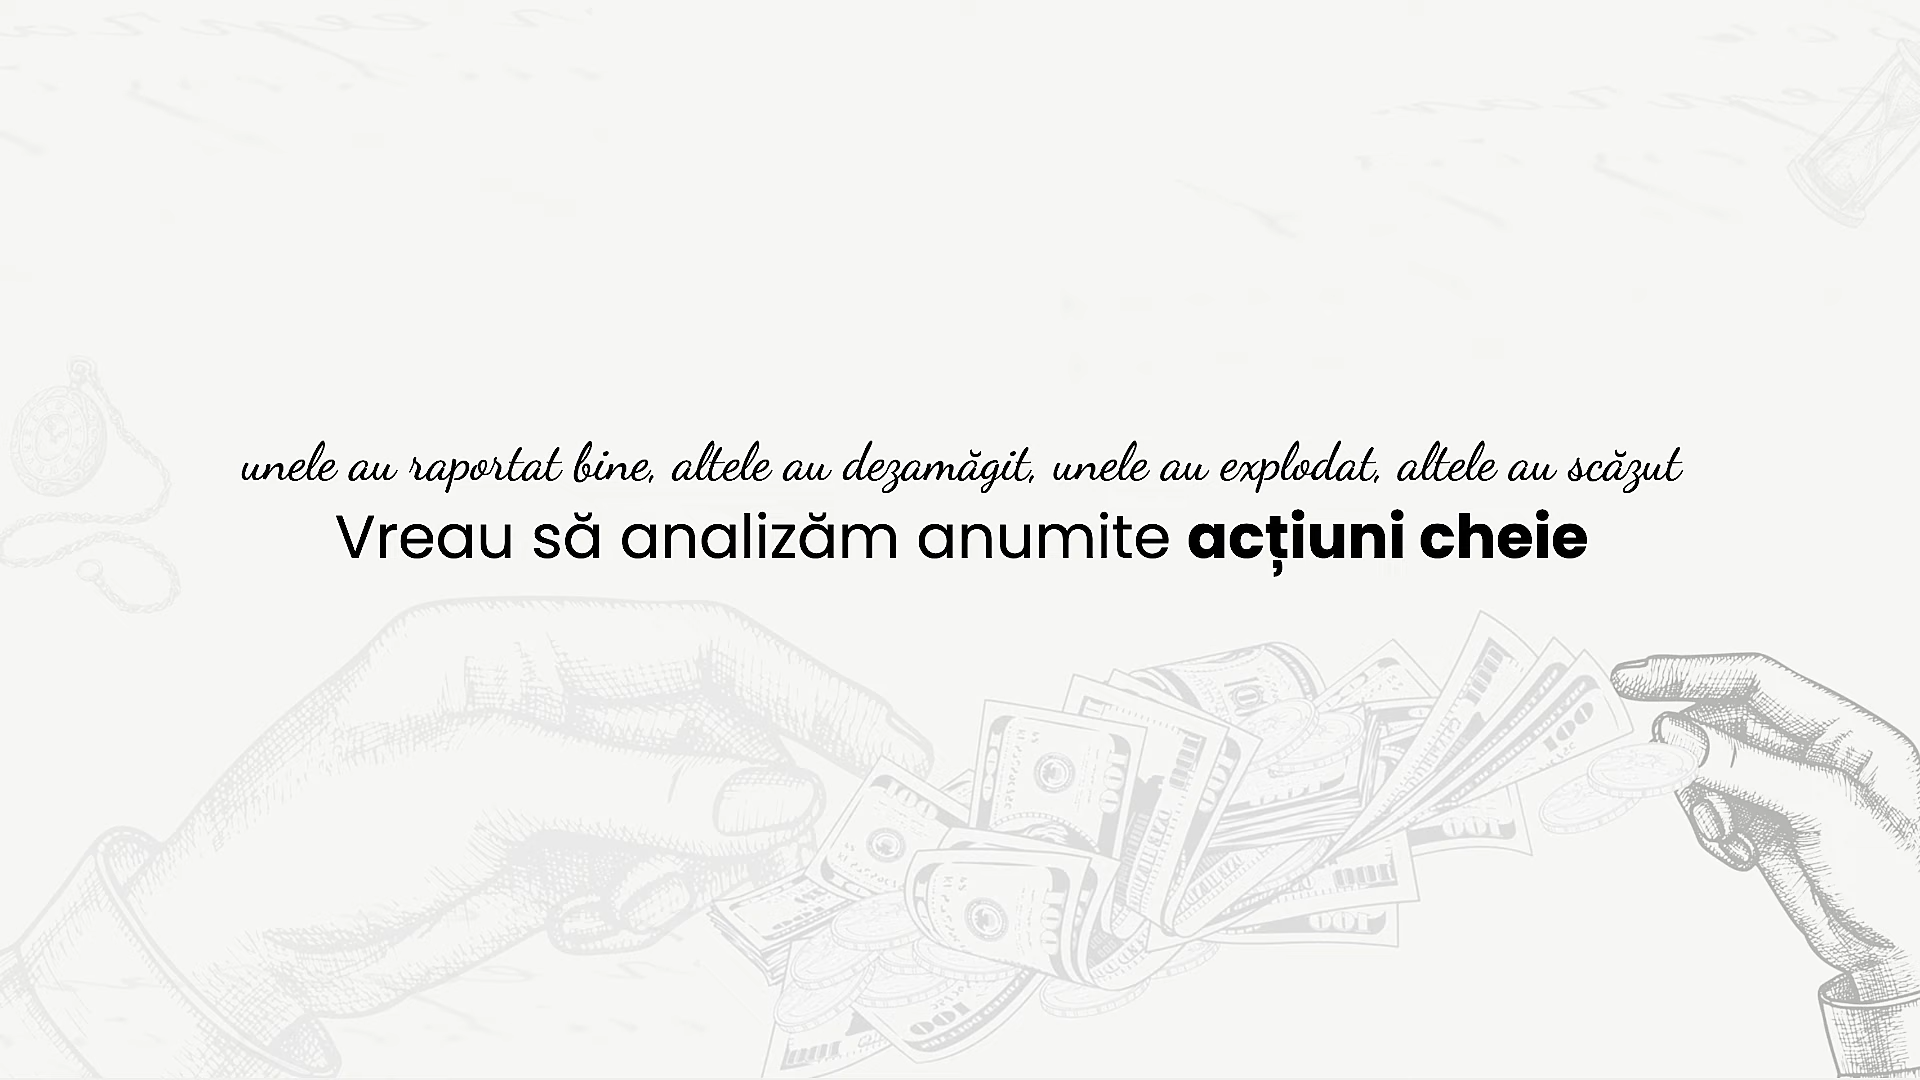 unele au raportat bine, altele au dezamăgit, unele au explodat, altele au scăzut
Vreau să analizăm anumite acțiuni cheie